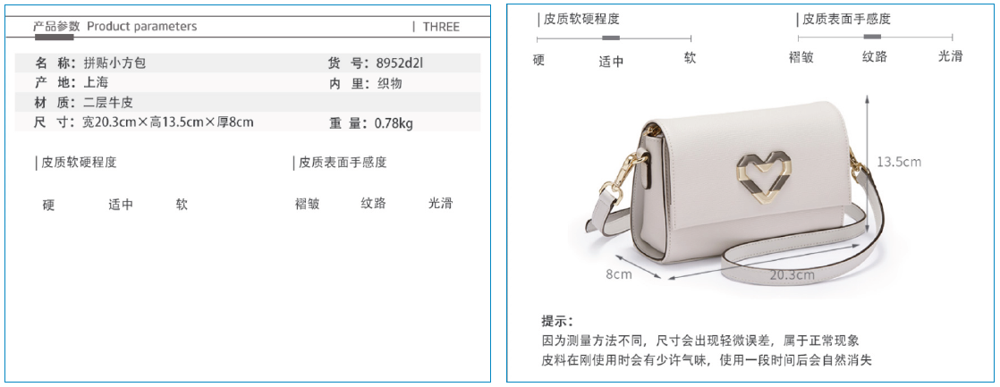 产品参数 Product parameters | THREE
名 称：拼贴小方包 货 号：8952d2l
产 地：上海 内 里：织物
材 质：二层牛皮
尺 寸：宽20.3cm×高13.5cm×厚8cm 重 量：0.78kg
皮质软硬程度 皮质表面手感度
硬 适中 软 褶皱 纹路 光滑
皮质软硬程度 皮质表面手感度
硬 适中 软 褶皱 纹路 光滑
13.5cm
8cm
20.3cm
提示：
因为测量方法不同，尺寸会出现轻微误差，属于正常现象
皮料在刚使用时会有少许气味，使用一段时间后会自然消失